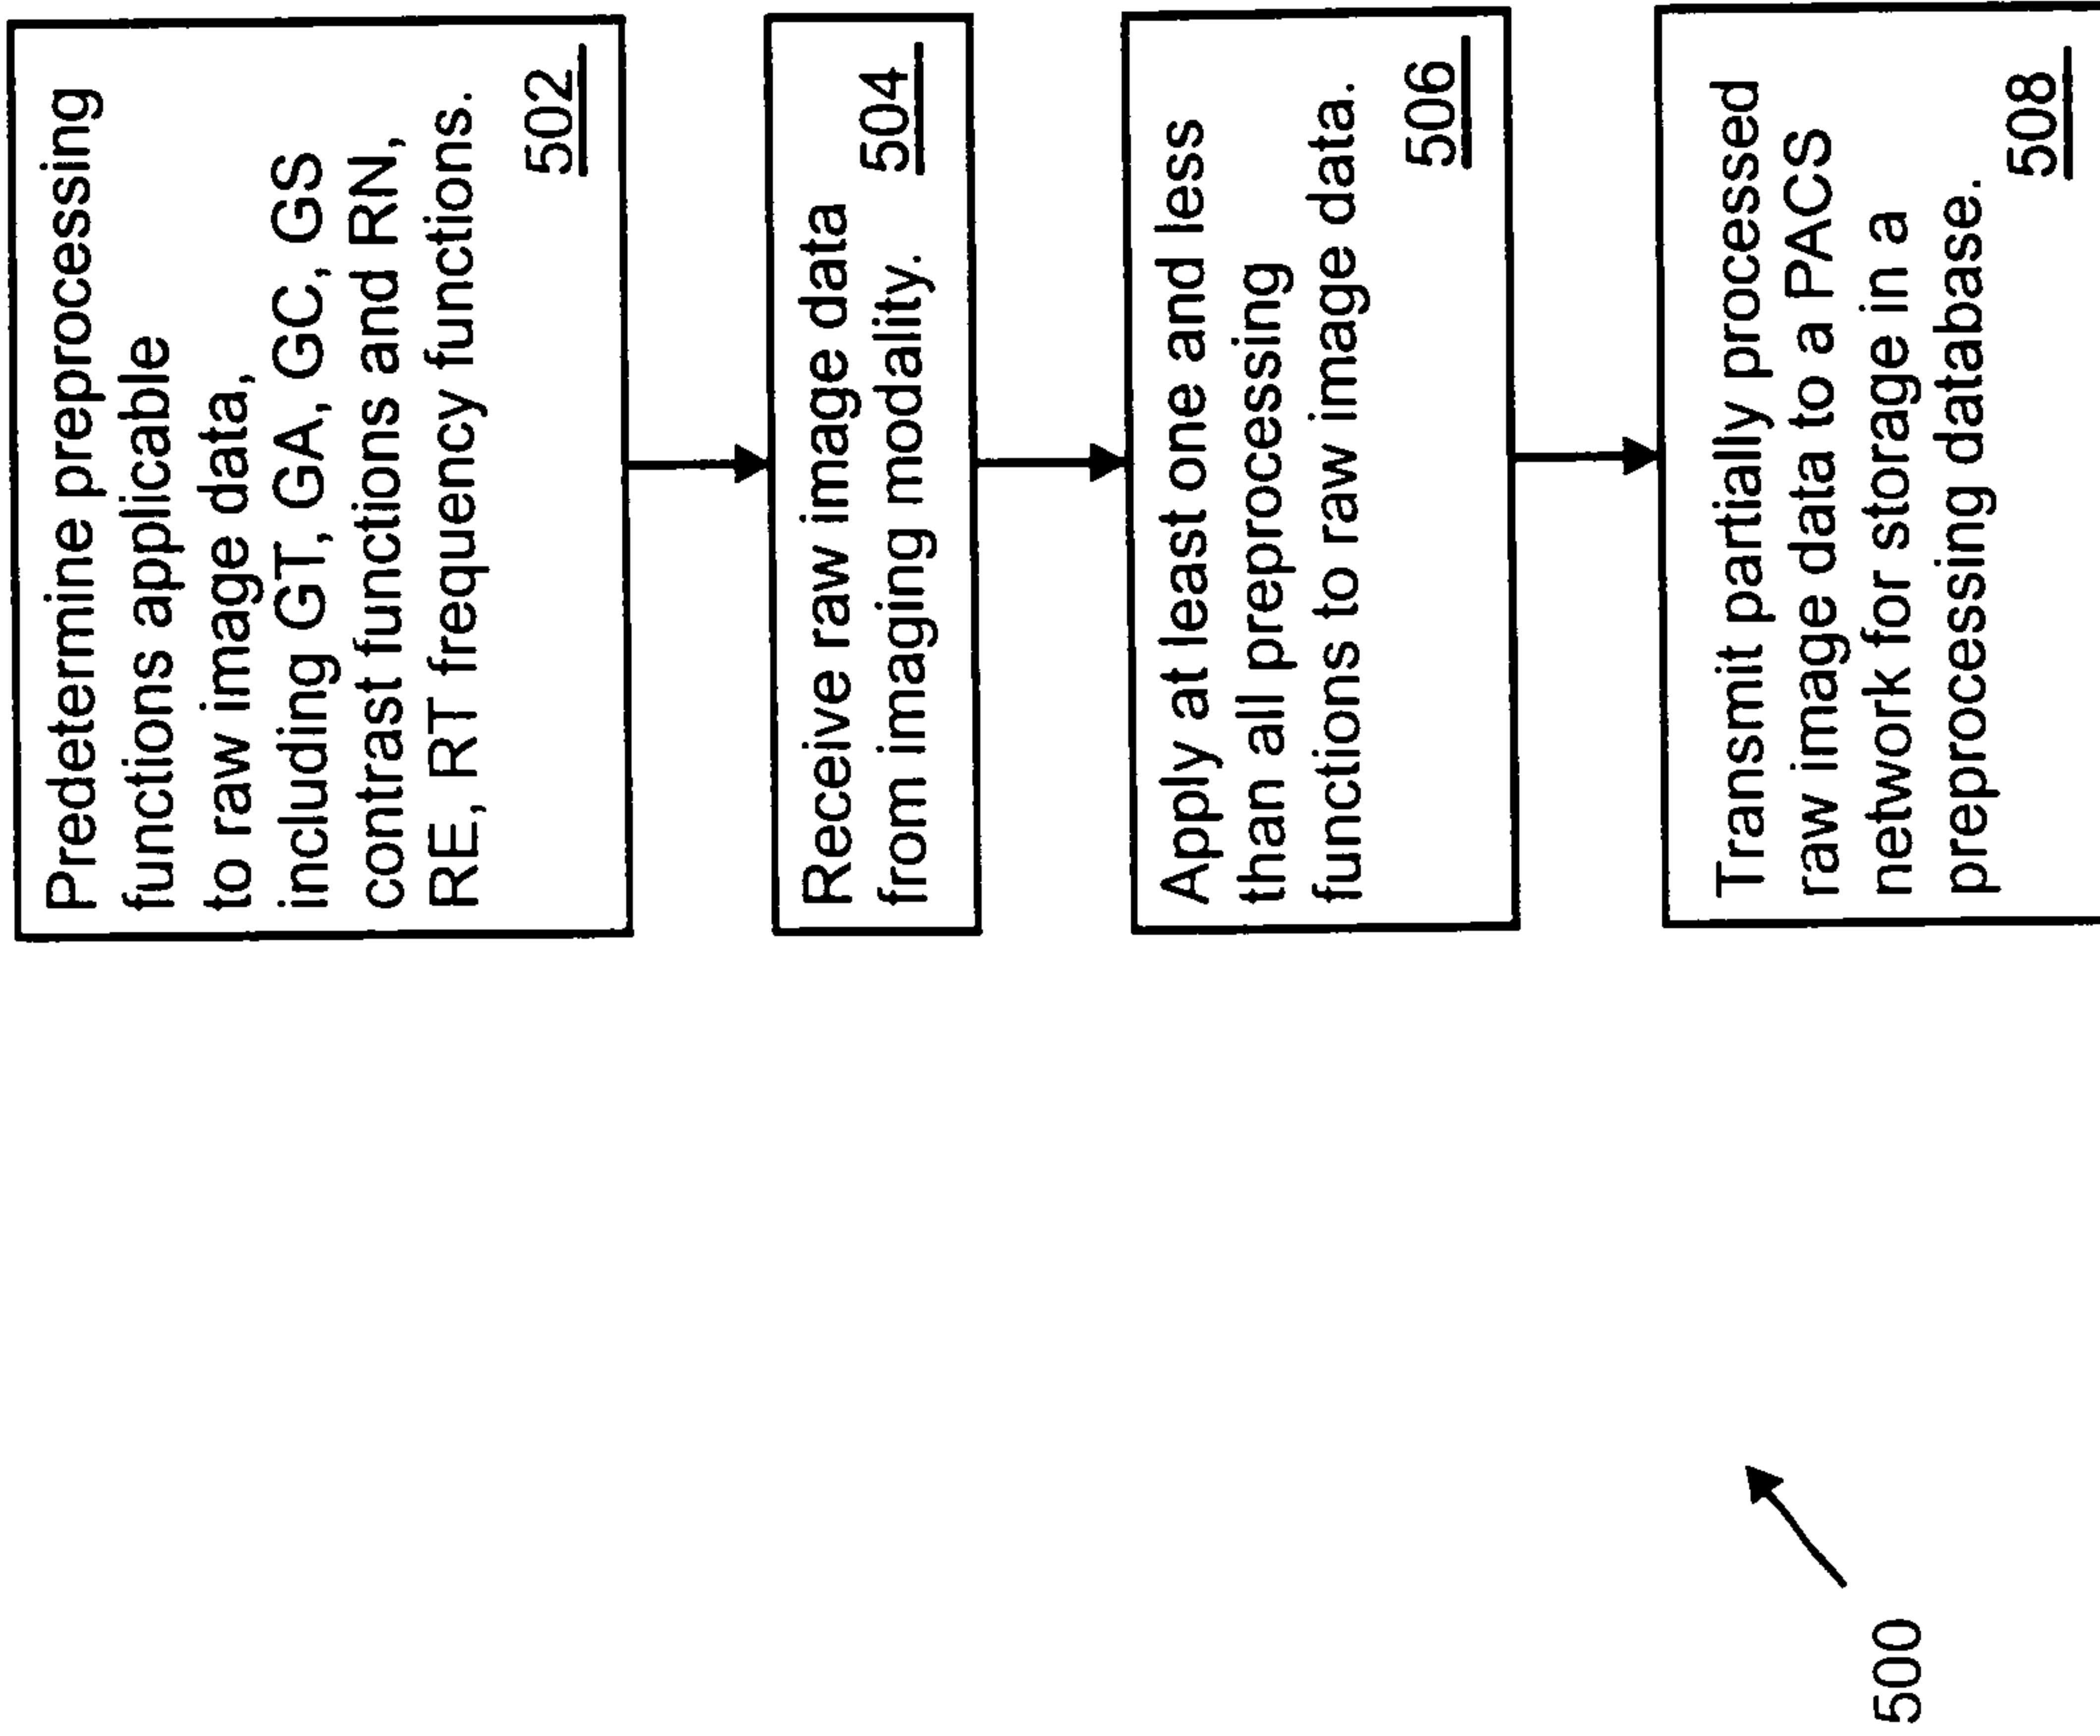 Predetermine preprocessing
functions applicable
to raw image data,
including GT, GA, GC, GS
contrast functions and RN,
RE, RT frequency functions.
502
Receive raw image data
from imaging modality.
504
Apply at least one and less
than all preprocessing
functions to raw image data.
506
Transmit partially processed
raw image data to a PACS
network for storage in a
preprocessing database.
508
500